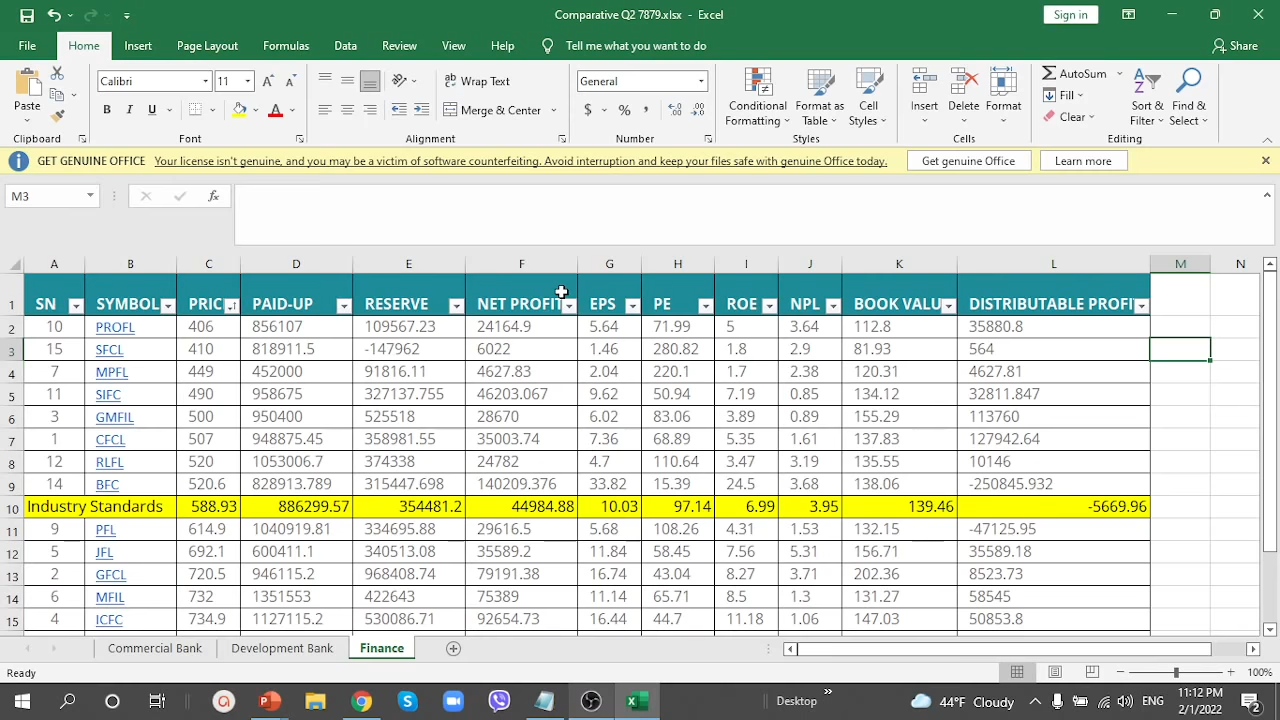 Comparative Q2 7879.xlsx - Excel
Sign in
File Home Insert Page Layout Formulas Data Review View Help Tell me what you want to do Share
Calibri 11 Wrap Text General AutoSum
Paste Fill
B I U Merge & Center $ % , Conditional Formatting Format as Table Cell Styles Insert Delete Format Clear Sort & Filter Find & Select
Clipboard Font Alignment Number Styles Cells Editing
GET GENUINE OFFICE Your license isn't genuine, and you may be a victim of software counterfeiting. Avoid interruption and keep your files safe with genuine Office today. Get genuine Office Learn more
M3 fx
A B C D E F G H I J K L M N
1 SN SYMBOL PRIC PAID-UP RESERVE NET PROFIT EPS PE ROE NPL BOOK VALU DISTRIBUTABLE PROFI
2 10 PROFL 406 856107 109567.23 24164.9 5.64 71.99 5 3.64 112.8 35880.8
3 15 SFCL 410 818911.5 -147962 6022 1.46 280.82 1.8 2.9 81.93 564
4 7 MPFL 449 452000 91816.11 4627.83 2.04 220.1 1.7 2.38 120.31 4627.81
5 11 SIFC 490 958675 327137.755 46203.067 9.62 50.94 7.19 0.85 134.12 32811.847
6 3 GMFIL 500 950400 525518 28670 6.02 83.06 3.89 0.89 155.29 113760
7 1 CFCL 507 948875.45 358981.55 35003.74 7.36 68.89 5.35 1.61 137.83 127942.64
8 12 RLFL 520 1053006.7 374338 24782 4.7 110.64 3.47 3.19 135.55 10146
9 14 BFC 520.6 828913.789 315447.698 140209.376 33.82 15.39 24.5 3.68 138.06 -250845.932
10 Industry Standards 588.93 886299.57 354481.2 44984.88 10.03 97.14 6.99 3.95 139.46 -5669.96
11 9 PFL 614.9 1040919.81 334695.88 29616.5 5.68 108.26 4.31 1.53 132.15 -47125.95
12 5 JFL 692.1 600411.1 340513.08 35589.2 11.84 58.45 7.56 5.31 156.71 35589.18
13 2 GFCL 720.5 946115.2 968408.74 79191.38 16.74 43.04 8.27 3.71 202.36 8523.73
14 6 MFIL 732 1351553 422643 75389 11.14 65.71 8.5 1.3 131.27 58545
15 4 ICFC 734.9 1127115.2 530086.71 92654.73 16.44 44.7 11.18 1.06 147.03 50853.8
Commercial Bank Development Bank Finance
Ready 100%
Desktop 44°F Cloudy ENG 11:12 PM
2/1/2022 2